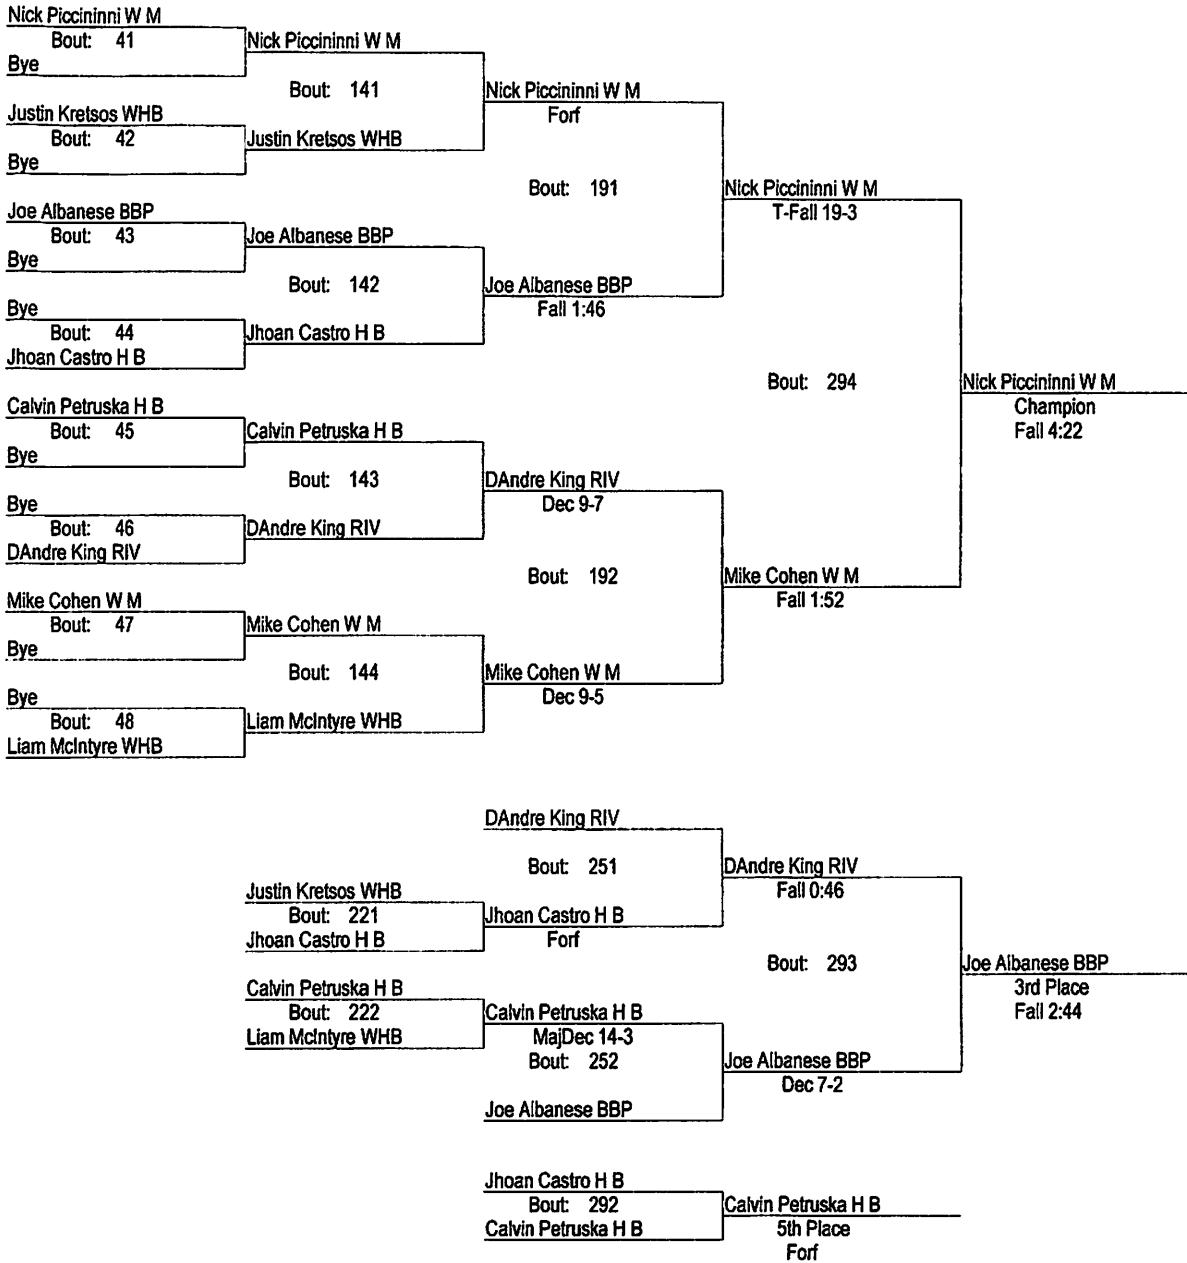 Nick Piccininni W M
Bout: 41
Bye
Nick Piccininni W M
Bout: 141
Justin Kretsos WHB
Bout: 42
Bye
Justin Kretsos WHB
Nick Piccininni W M
Forf
Bout: 191
Joe Albanese BBP
Bout: 43
Bye
Joe Albanese BBP
Bout: 142
Bye
Bout: 44
Jhoan Castro H B
Jhoan Castro H B
Joe Albanese BBP
Fall 1:46
Nick Piccininni W M
T-Fall 19-3
Bout: 294
Calvin Petruska H B
Bout: 45
Bye
Calvin Petruska H B
Bout: 143
Bye
Bout: 46
DAndre King RIV
DAndre King RIV
DAndre King RIV
Dec 9-7
Bout: 192
Mike Cohen W M
Bout: 47
Bye
Mike Cohen W M
Bout: 144
Bye
Bout: 48
Liam McIntyre WHB
Liam McIntyre WHB
Mike Cohen W M
Dec 9-5
Mike Cohen W M
Fall 1:52
Nick Piccininni W M
Champion
Fall 4:22
DAndre King RIV
Bout: 251
Justin Kretsos WHB
Bout: 221
Jhoan Castro H B
Jhoan Castro H B
Forf
DAndre King RIV
Fall 0:46
Bout: 293
Calvin Petruska H B
Bout: 222
Liam McIntyre WHB
Calvin Petruska H B
MajDec 14-3
Bout: 252
Joe Albanese BBP
Joe Albanese BBP
Dec 7-2
Joe Albanese BBP
3rd Place
Fall 2:44
Jhoan Castro H B
Bout: 292
Calvin Petruska H B
Calvin Petruska H B
5th Place
Forf